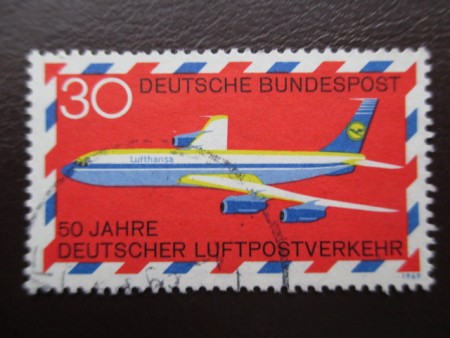 30 DEUTSCHE BUNDESPOST
Lufthansa
50 JAHRE
DEUTSCHER LUFTPOSTVERKEHR
1969